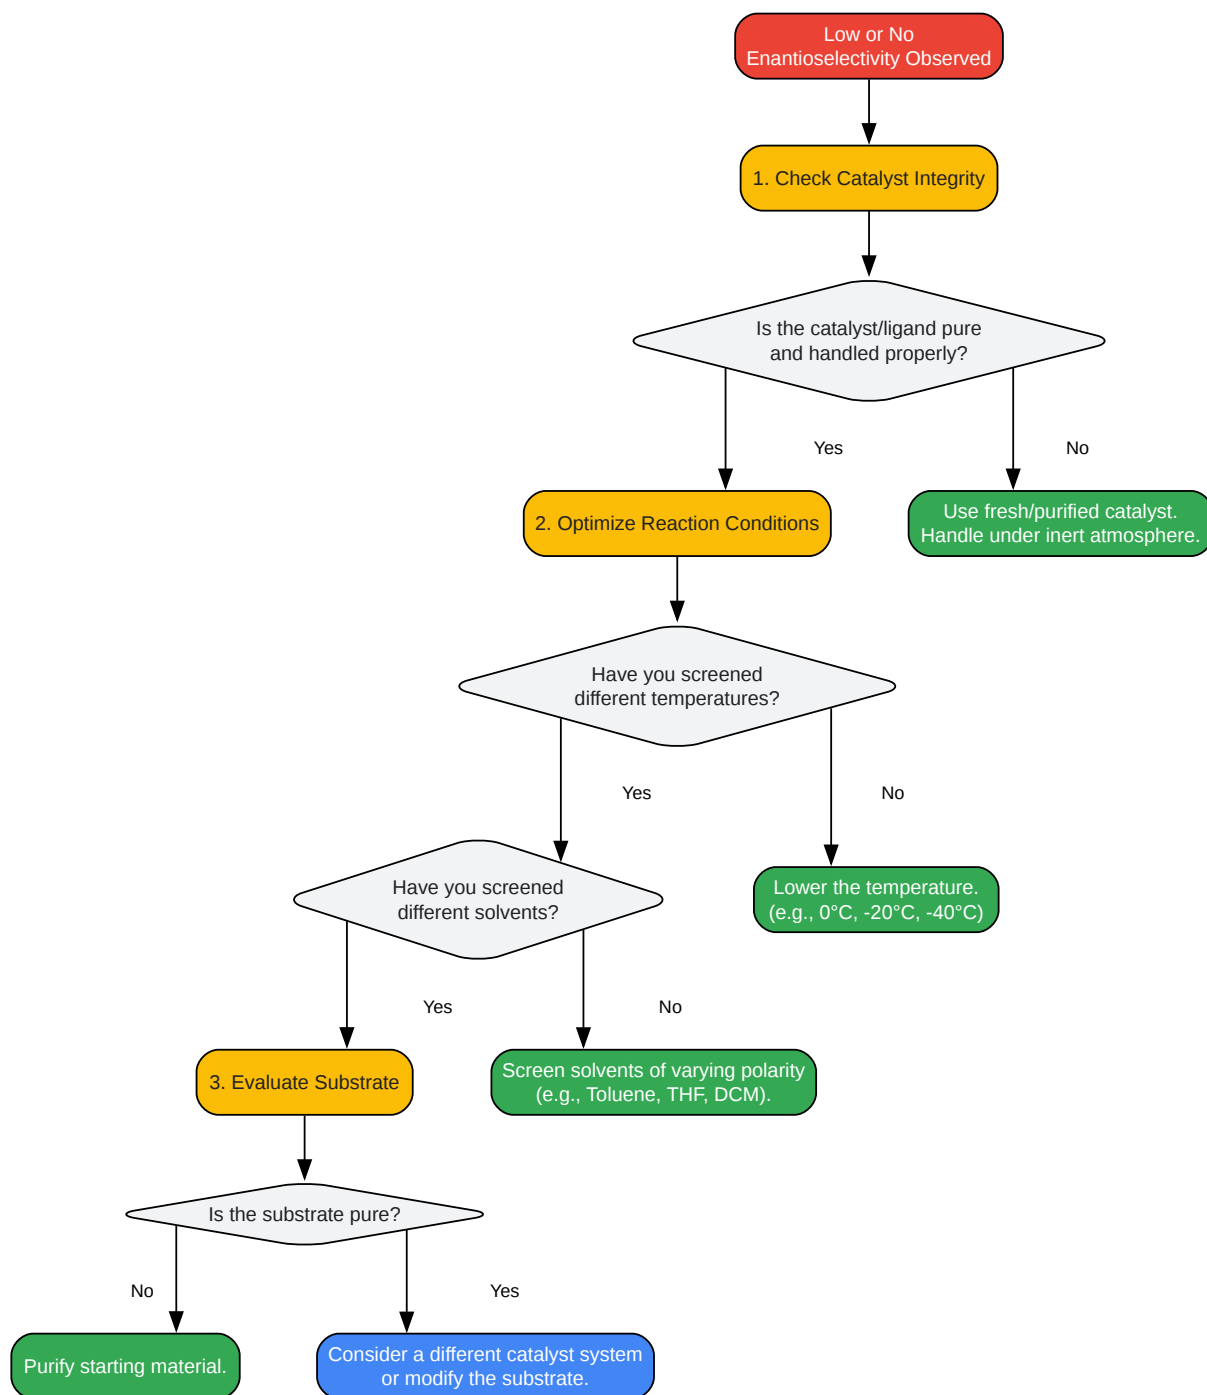 Low or No
Enantioselectivity Observed
1. Check Catalyst Integrity
Is the catalyst/ligand pure
and handled properly?
Yes
No
2. Optimize Reaction Conditions
Use fresh/purified catalyst.
Handle under inert atmosphere.
Have you screened
different temperatures?
Yes
No
Have you screened
different solvents?
Lower the temperature.
(e.g., 0°C, -20°C, -40°C)
Yes
No
3. Evaluate Substrate
Screen solvents of varying polarity
(e.g., Toluene, THF, DCM).
Is the substrate pure?
No
Yes
Purify starting material.
Consider a different catalyst system
or modify the substrate.